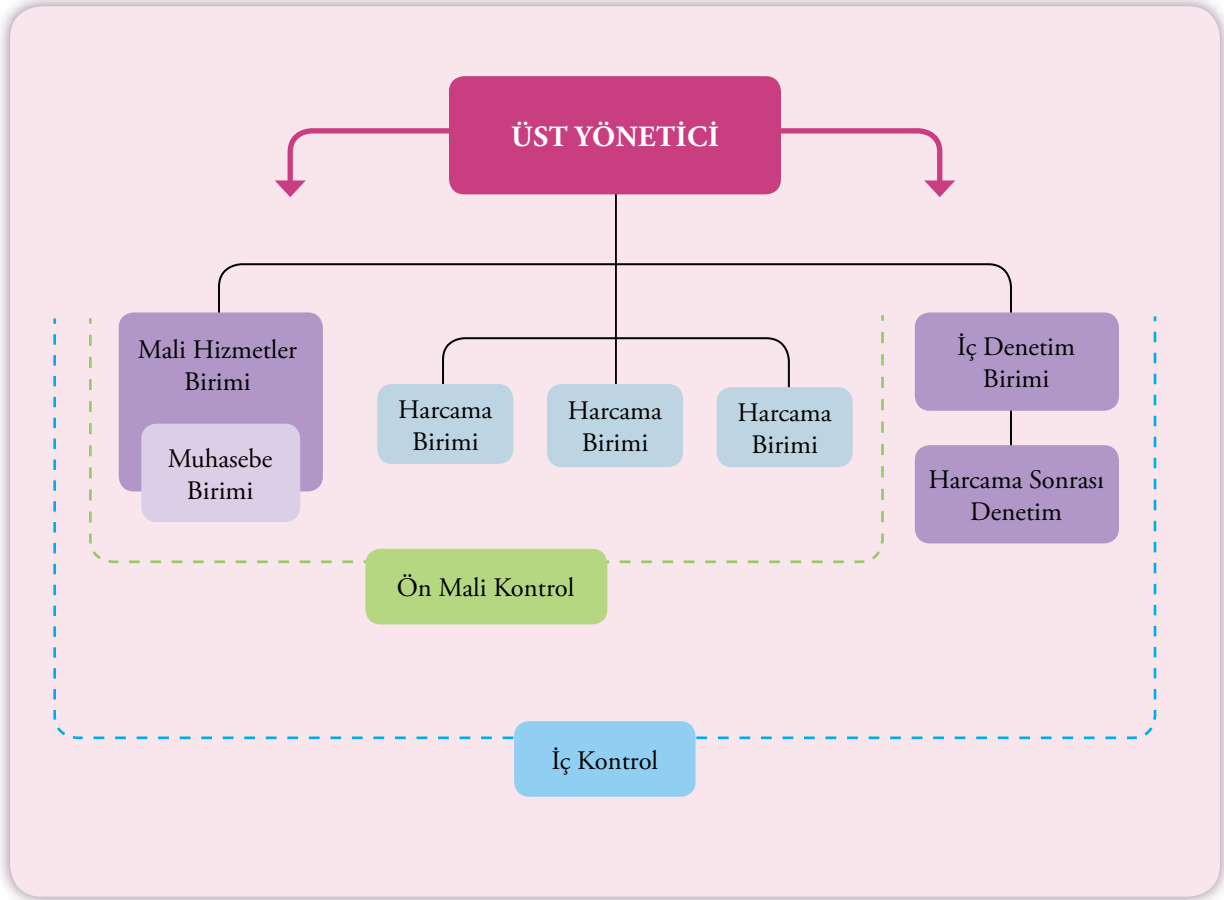 ÜST YÖNETİCİ
Mali Hizmetler
Birimi
Muhasebe
Birimi
Harcama
Birimi
Harcama
Birimi
Harcama
Birimi
İç Denetim
Birimi
Harcama Sonrası
Denetim
Ön Mali Kontrol
İç Kontrol